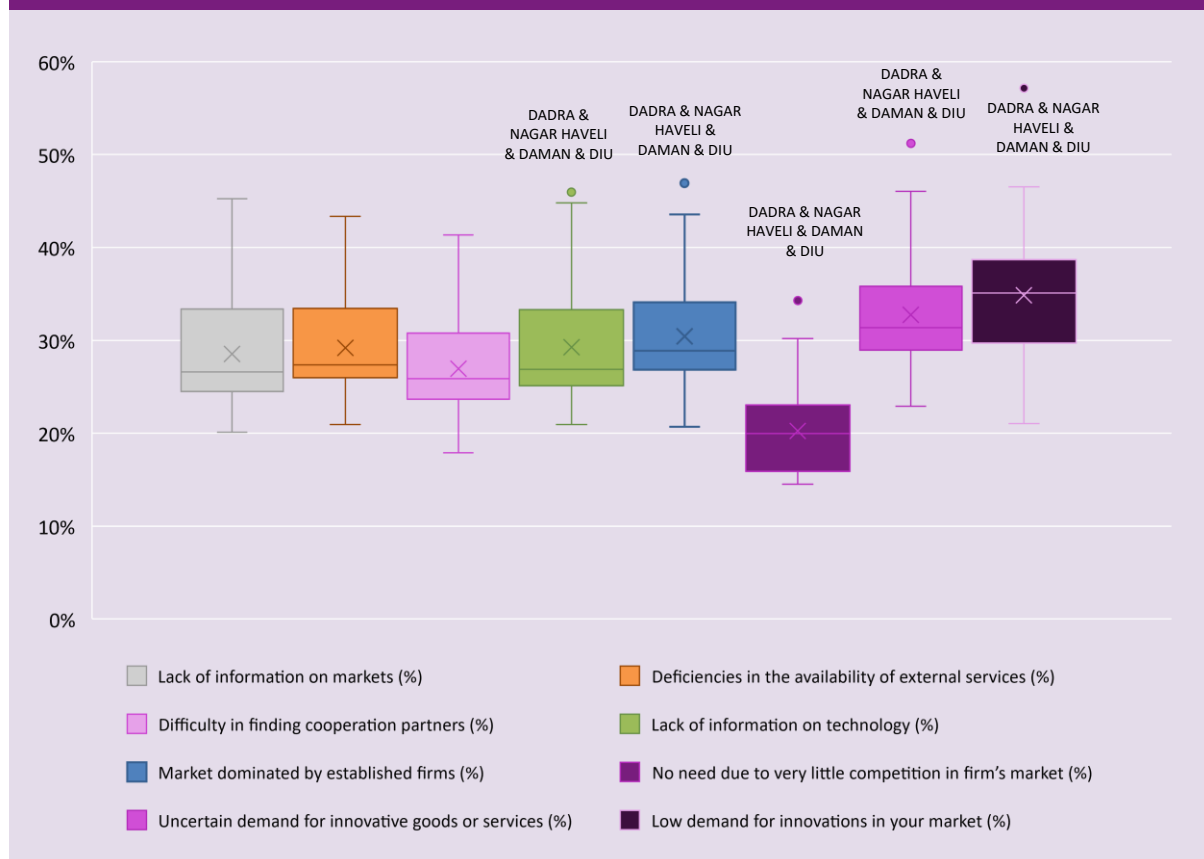 60%
50%
40%
30%
20%
10%
0%
DADRA &
NAGAR HAVELI
& DAMAN & DIU
DADRA & NAGAR
HAVELI &
DAMAN & DIU
DADRA & NAGAR
HAVELI & DAMAN
& DIU
DADRA &
NAGAR HAVELI
& DAMAN & DIU
DADRA & NAGAR
HAVELI &
DAMAN & DIU
Lack of information on markets (%)
Deficiencies in the availability of external services (%)
Difficulty in finding cooperation partners (%)
Lack of information on technology (%)
Market dominated by established firms (%)
No need due to very little competition in firm's market (%)
Uncertain demand for innovative goods or services (%)
Low demand for innovations in your market (%)